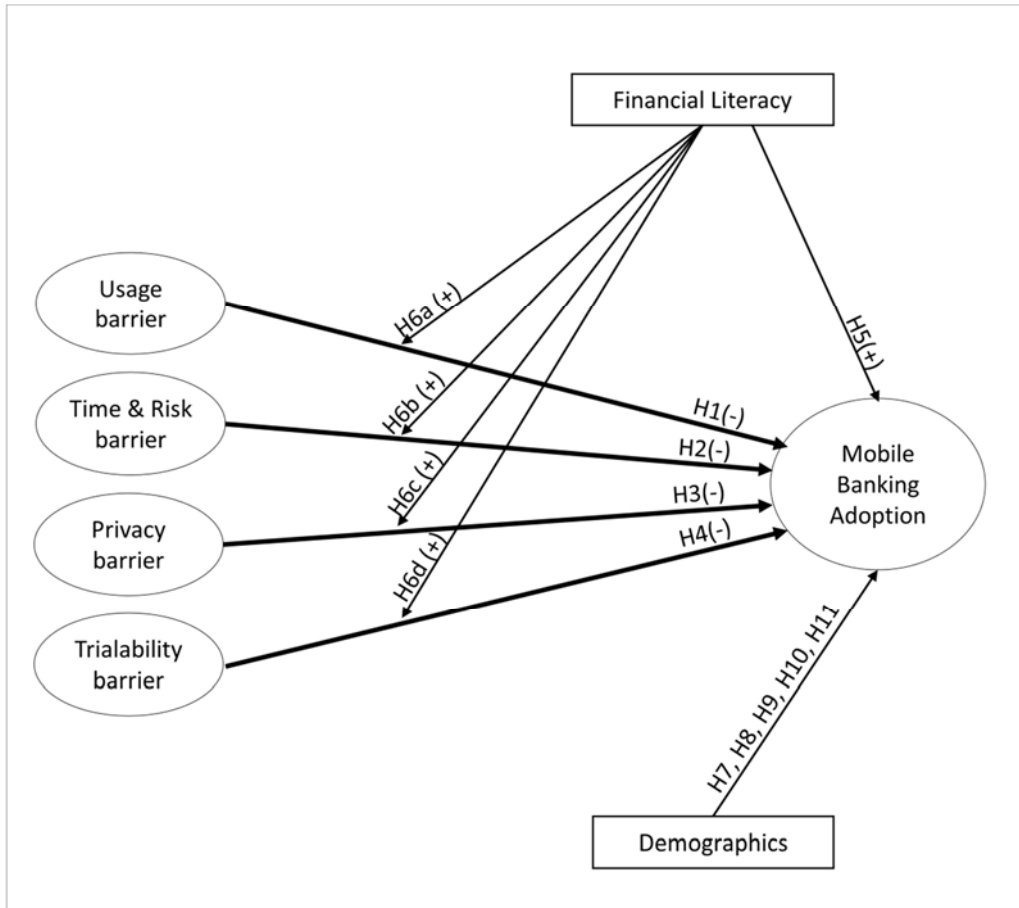 Financial Literacy
Usage
barrier
H6a (+)
H5(+)
Time & Risk
barrier
H6b (+)
H1(-)
H2(-)
Mobile
Banking
Adoption
Privacy
barrier
H6c (+)
H3(-)
H4(-)
H6d (+)
Trialability
barrier
H7, H8, H9, H10, H11
Demographics